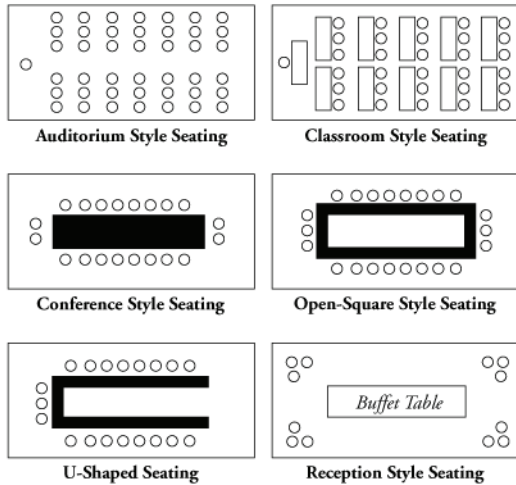 Auditorium Style Seating
Classroom Style Seating
Conference Style Seating
Open-Square Style Seating
U-Shaped Seating
Buffet Table
Reception Style Seating